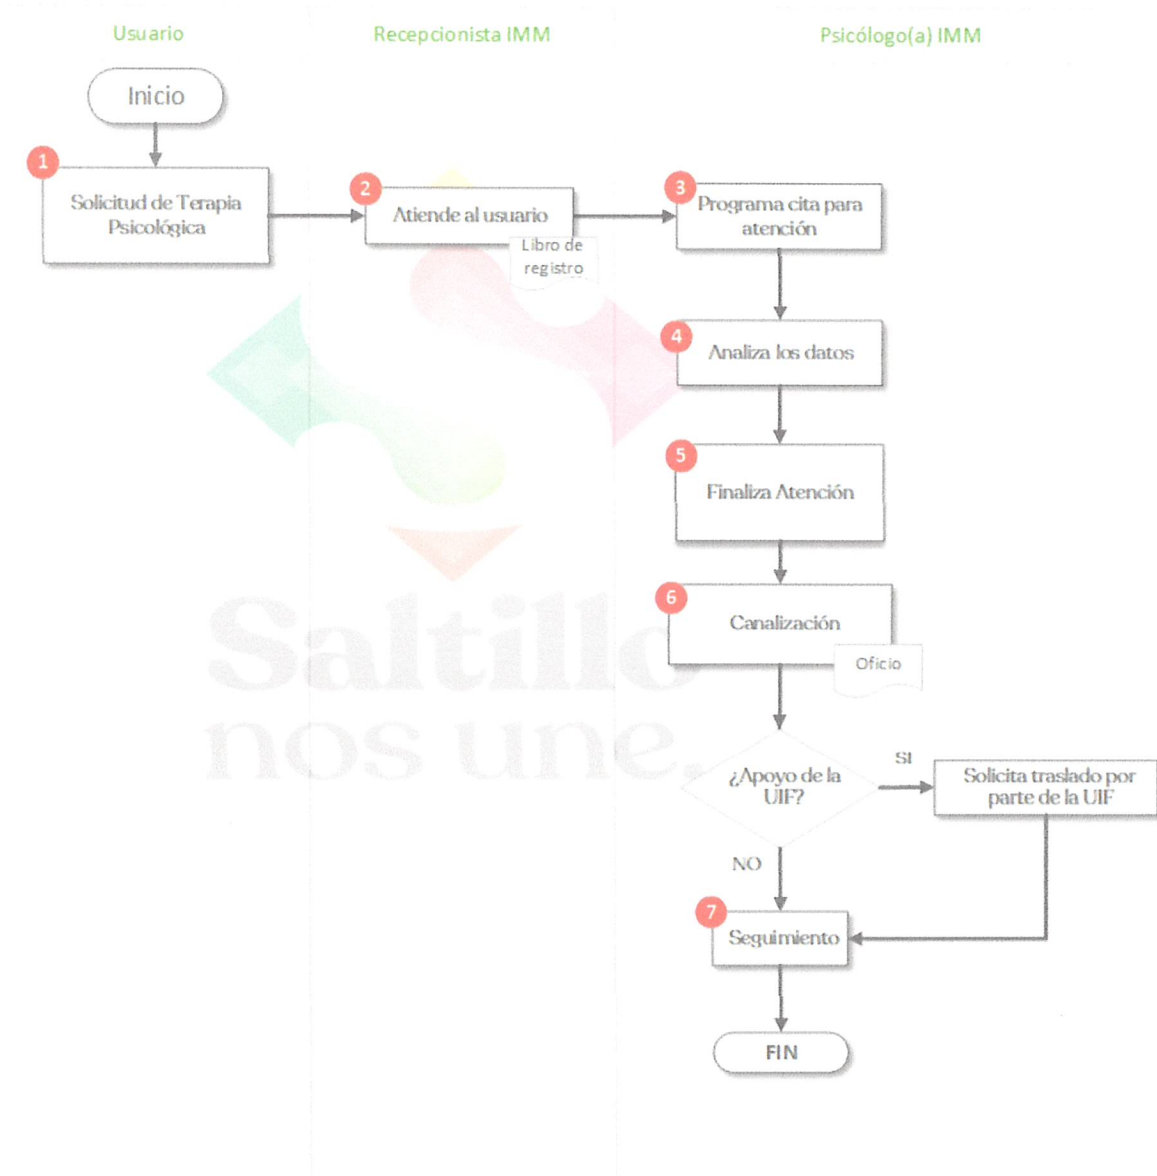 Usuario
Recepcionista IMM
Psicólogo(a) IMM
Inicio
1
Solicitud de Terapia
Psicológica
2
Atiende al usuario
Libro de
registro
3
Programa cita para
atención
4
Analiza los datos
5
Finaliza Atención
6
Canalización
Oficio
¿Apoyo de la
UIF?
SI
Solicita traslado por
parte de la UIF
NO
7
Seguimiento
FIN
Saltillo
nos une.